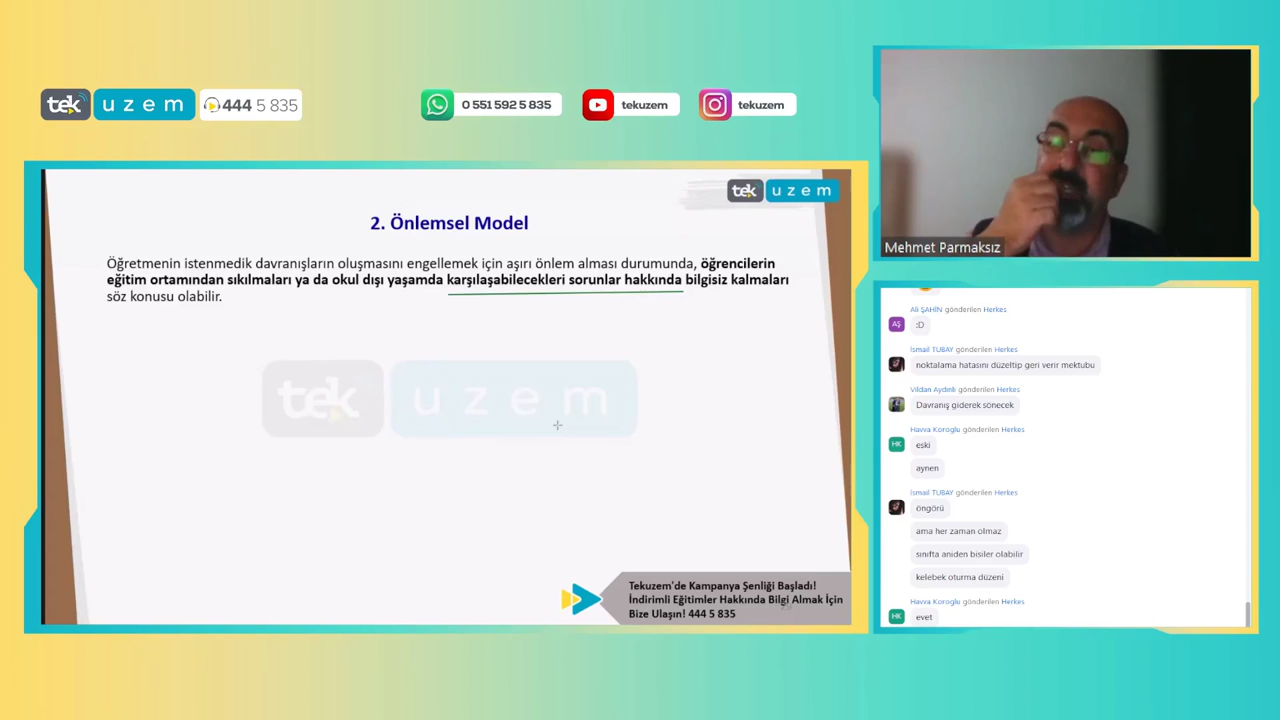 tek uzem 444 5 835
0 551 592 5 835
tekuzem
tekuzem
tek uzem
2. Önlemsel Model
Öğretmenin istenmedik davranışların oluşmasını engellemek için aşırı önlem alması durumunda, öğrencilerin
eğitim ortamından sıkılmaları ya da okul dışı yaşamda karşılaşabilecekleri sorunlar hakkında bilgisiz kalmaları
söz konusu olabilir.
tek uzem
Tekuzem'de Kampanya Şenliği Başladı!
İndirimli Eğitimler Hakkında Bilgi Almak İçin
Bize Ulaşın! 444 5 835
Mehmet Parmaksız
Ali ŞAHİN gönderilen Herkes
AŞ :D
İsmail TUBAY gönderilen Herkes
noktalama hatasını düzeltip geri verir mektubu
Vildan Aydınlı gönderilen Herkes
Davranış giderek sönecek
Havva Koroglu gönderilen Herkes
HK eski
aynen
İsmail TUBAY gönderilen Herkes
öngörü
ama her zaman olmaz
sınıfta aniden bisiler olabilir
kelebek oturma düzeni
Havva Koroglu gönderilen Herkes
HK evet